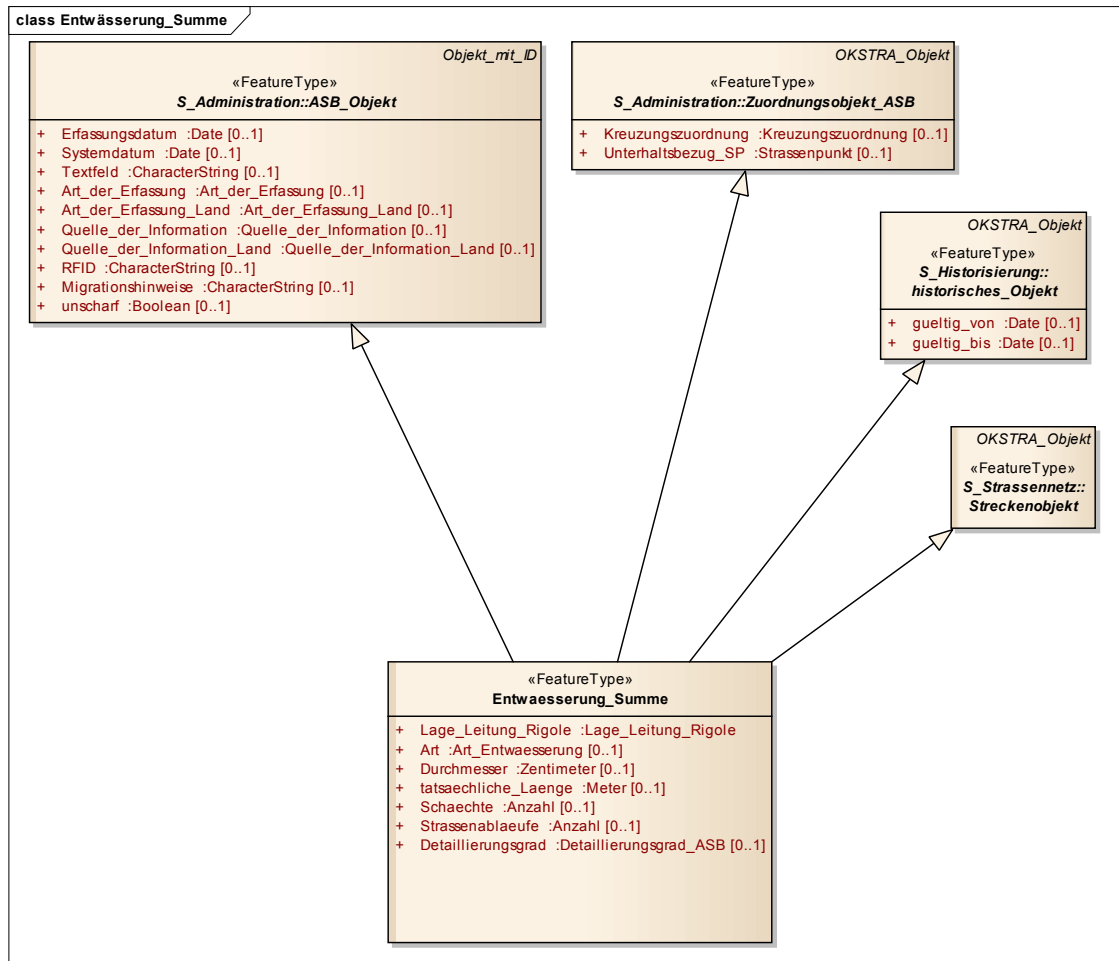 class Entwässerung_Summe
Objekt_mit_ID
«FeatureType»
S_Administration::ASB_Objekt
+ Erfassungsdatum :Date [0..1]
+ Systemdatum :Date [0..1]
+ Textfeld :CharacterString [0..1]
+ Art_der_Erfassung :Art_der_Erfassung [0..1]
+ Art_der_Erfassung_Land :Art_der_Erfassung_Land [0..1]
+ Quelle_der_Information :Quelle_der_Information [0..1]
+ Quelle_der_Information_Land :Quelle_der_Information_Land [0..1]
+ RFID :CharacterString [0..1]
+ Migrationshinweise :CharacterString [0..1]
+ unscharf :Boolean [0..1]
OKSTRA_Objekt
«FeatureType»
S_Administration::Zuordnungsobjekt_ASB
+ Kreuzungszuordnung :Kreuzungszuordnung [0..1]
+ Unterhaltsbezug_SP :Strassenpunkt [0..1]
OKSTRA_Objekt
«FeatureType»
S_Historisierung::
historisches_Objekt
+ gueltig_von :Date [0..1]
+ gueltig_bis :Date [0..1]
OKSTRA_Objekt
«FeatureType»
S_Strassennetz::
Streckenobjekt
«FeatureType»
Entwaesserung_Summe
+ Lage_Leitung_Rigole :Lage_Leitung_Rigole
+ Art :Art_Entwaesserung [0..1]
+ Durchmesser :Zentimeter [0..1]
+ tatsaechliche_Laenge :Meter [0..1]
+ Schaechte :Anzahl [0..1]
+ Strassenablaeufe :Anzahl [0..1]
+ Detaillierungsgrad :Detaillierungsgrad_ASB [0..1]